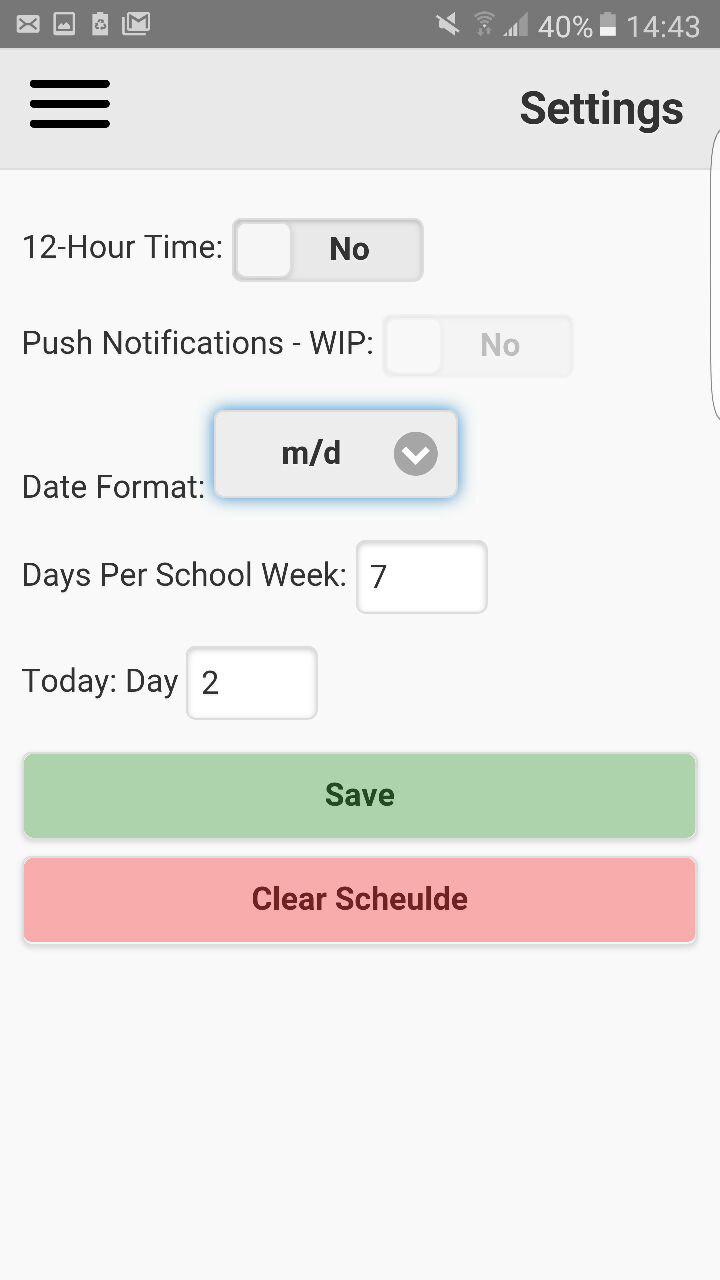 40% 14:43
Settings
12-Hour Time: No
Push Notifications - WIP: No
m/d
Date Format:
Days Per School Week: 7
Today: Day 2
Save
Clear Scheulde